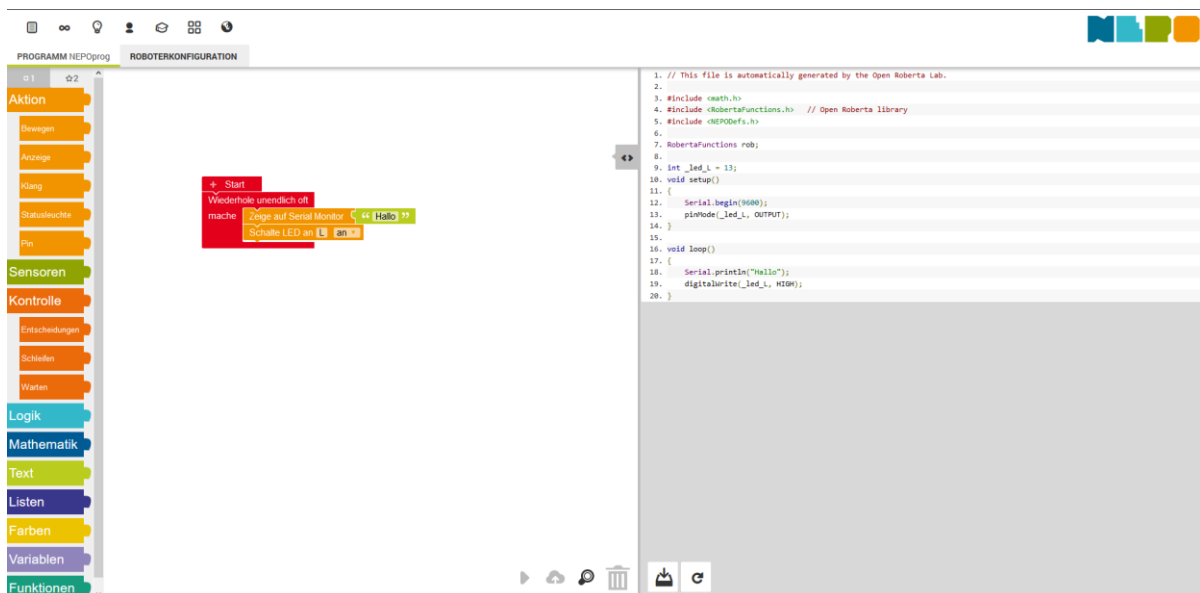 NEPO
PROGRAMM NEPOprog
ROBOTERKONFIGURATION
1
2
Aktion
Bewegen
Anzeige
Klang
Statusleuchte
Pin
Sensoren
Kontrolle
Entscheidungen
Schleifen
Warten
Logik
Mathematik
Text
Listen
Farben
Variablen
Funktionen
+ Start
Wiederhole unendlich oft
mache Zeige auf Serial Monitor “ Hallo ”
Schalte LED an L an
1. // This file is automatically generated by the Open Roberta Lab.
2.
3. #include <math.h>
4. #include <RobertaFunctions.h> // Open Roberta library
5. #include <NEPODefs.h>
6.
7. RobertaFunctions rob;
8.
9. int _led_L = 13;
10. void setup()
11. {
12. Serial.begin(9600);
13. pinMode(_led_L, OUTPUT);
14. }
15.
16. void loop()
17. {
18. Serial.println("Hallo");
19. digitalWrite(_led_L, HIGH);
20. }